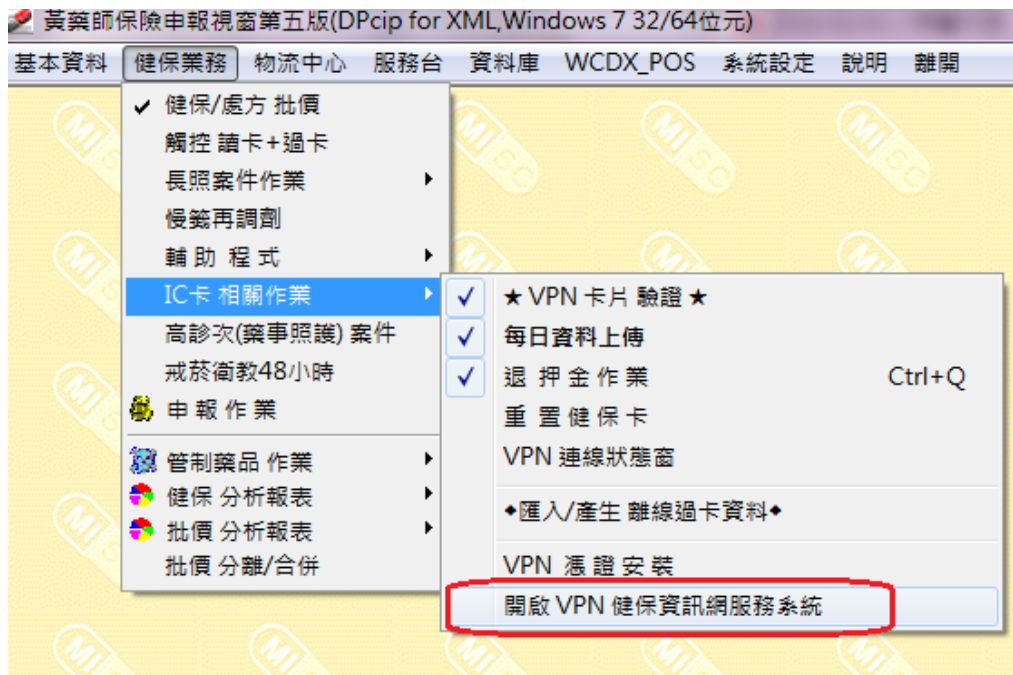 黃藥師保險申報視窗第五版(DPcip for XML,Windows 7 32/64位元)
基本資料 健保業務 物流中心 服務台 資料庫 WCDX_POS 系統設定 說明 離開
健保/處方 批價
觸控 讀卡+過卡
長照案件作業
慢籤再調劑
輔 助 程 式
IC卡 相關作業
高診次(藥事照護) 案件
戒菸衛教48小時
申 報 作 業
管制藥品 作業
健保 分析報表
批價 分析報表
批價 分離/合併
★ VPN 卡片 驗證 ★
每日資料上傳
退 押 金 作 業 Ctrl+Q
重 置 健 保 卡
VPN 連線狀態窗
◆匯入/產生 離線過卡資料◆
VPN 憑 證 安 裝
開啟 VPN 健保資訊網服務系統
MISC